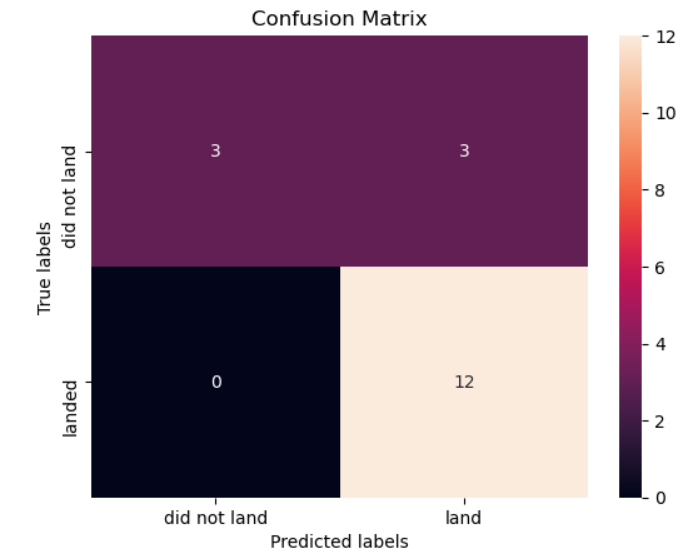 Confusion Matrix
True labels
did not land
landed
3
3
0
12
did not land
land
Predicted labels
12
10
8
6
4
2
0